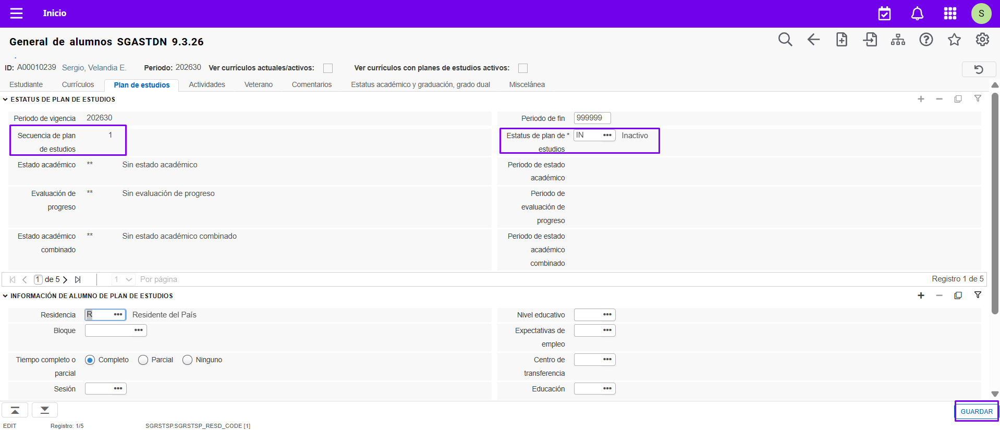 Inicio
S
General de alumnos SGASTDN 9.3.26
ID: A00010239 Sergio, Velandia E. Periodo: 202630 Ver currículos actuales/activos: Ver currículos con planes de estudios activos:
Estudiante Currículos Plan de estudios Actividades Veterano Comentarios Estatus académico y graduación, grado dual Miscelánea
ESTATUS DE PLAN DE ESTUDIOS
Periodo de vigencia 202630 Periodo de fin 999999
Secuencia de plan de estudios 1 Estatus de plan de * IN ••• Inactivo
estudios
Estado académico ** Sin estado académico Periodo de estado
académico
Evaluación de ** Sin evaluación de progreso Periodo de
progreso evaluación de
progreso
Estado académico ** Sin estado académico combinado Periodo de estado
combinado académico
combinado
1 de 5 1 Por página Registro 1 de 5
INFORMACIÓN DE ALUMNO DE PLAN DE ESTUDIOS
Residencia R ••• Residente del País Nivel educativo •••
Bloque ••• Expectativas de •••
empleo
Tiempo completo o Completo Parcial Ninguno Centro de •••
parcial transferencia
Sesión ••• Educación •••
GUARDAR
EDIT Registro: 1/5 SGRSTSP.SGRSTSP_RESD_CODE [1]